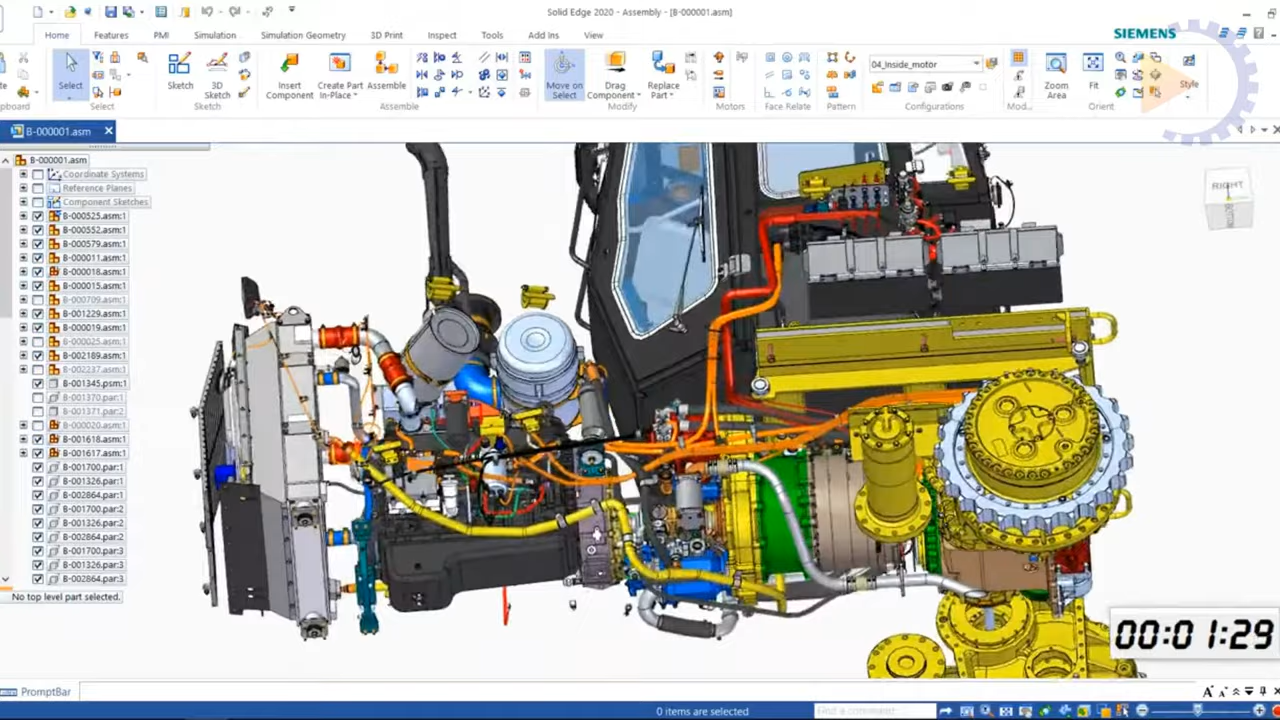 Solid Edge 2020 - Assembly - [B-000001.asm]
Home Features PMI Simulation Simulation Geometry 3D Print Inspect Tools Add Ins View
SIEMENS
Select
Sketch
3D Sketch
Insert Component
Create Part In-Place
Assemble
Move on Select
Drag Component
Replace Part
04_Inside_motor
Zoom Area
Fit
Style
Select
Sketch
Assemble
Modify
Motors
Face Relate
Pattern
Configurations
Mod...
Orient
B-000001.asm
B-000001.asm
Coordinate Systems
Reference Planes
Component Sketches
B-000525.asm:1
B-000552.asm:1
B-000579.asm:1
B-000011.asm:1
B-000018.asm:1
B-000015.asm:1
B-000709.asm:1
B-001229.asm:1
B-000019.asm:1
B-000025.asm:1
B-002189.asm:1
B-002237.asm:1
B-001345.psm:1
B-001370.par:1
B-001371.par:2
B-000020.asm:1
B-001618.asm:1
B-001617.asm:1
B-001700.par:1
B-001326.par:1
B-002864.par:1
B-001700.par:2
B-001326.par:2
B-002864.par:2
B-001700.par:3
B-001326.par:3
B-002864.par:3
No top level part selected.
RIGHT
00:01:29
PromptBar
0 items are selected
Find a command